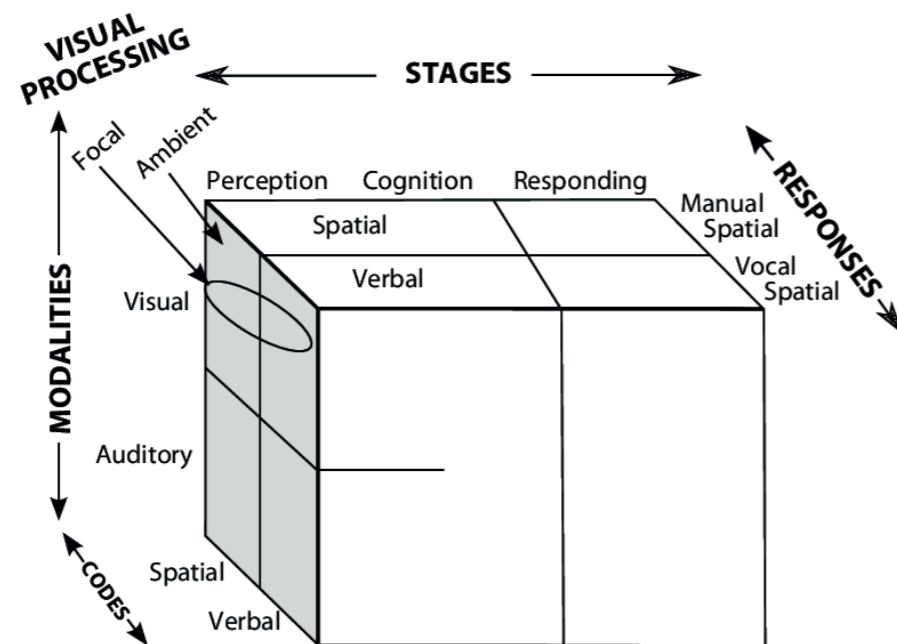 VISUAL
PROCESSING
STAGES
Focal
Ambient
Perception Cognition Responding
RESPONSES
Manual
Spatial
Spatial
Vocal
Spatial
Verbal
Visual
MODALITIES
Auditory
Spatial
Verbal
CODES